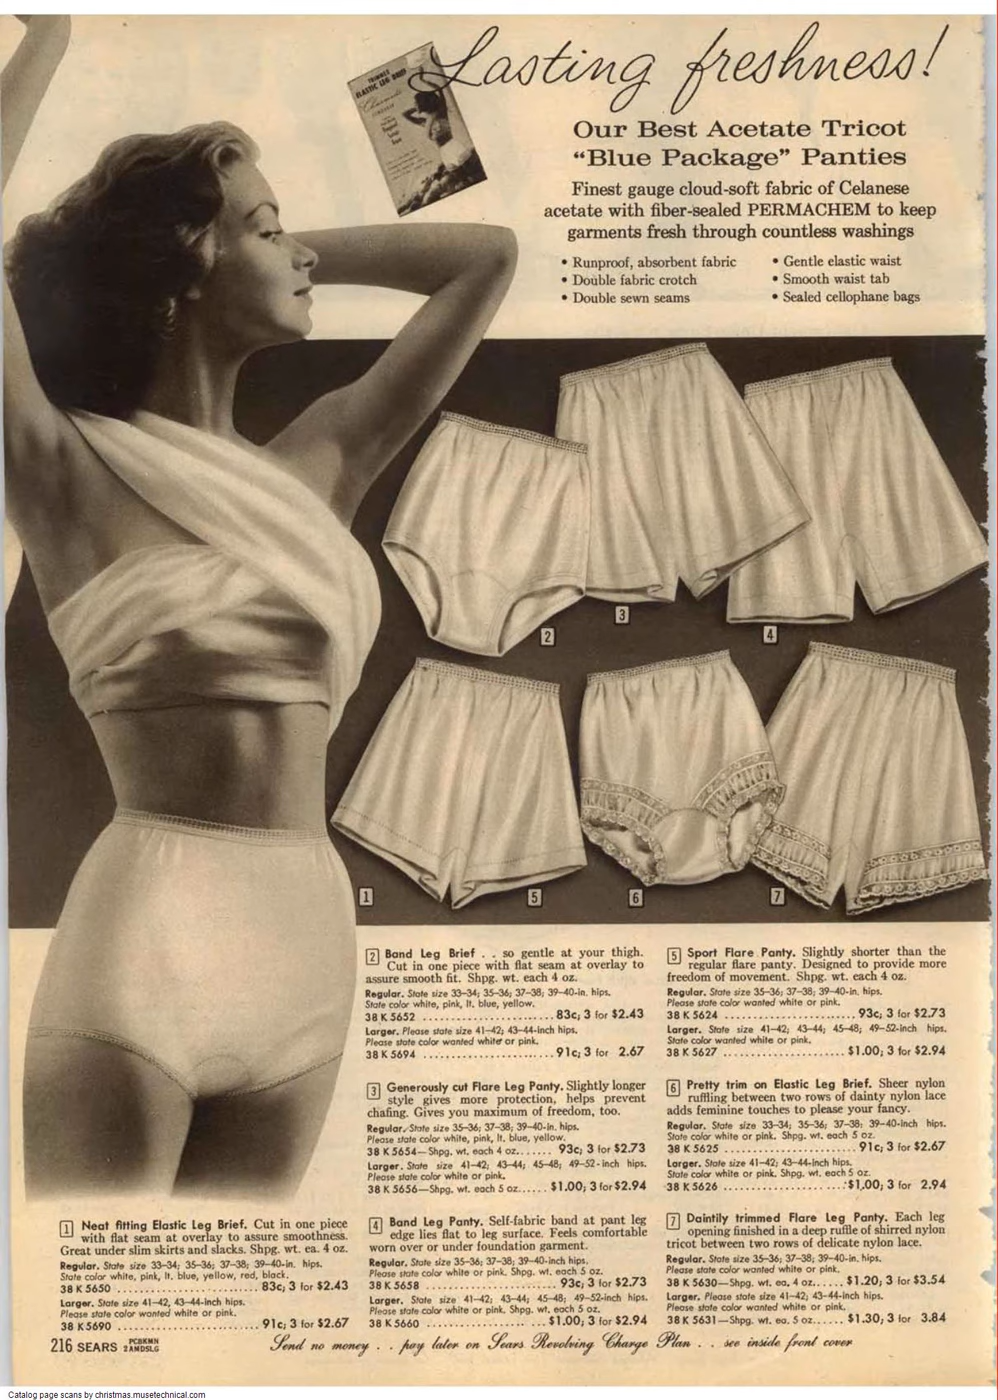 Lasting freshness!
TRIMMLY
ELASTIC LEG BRIEF
Charmode
Our Best Acetate Tricot
“Blue Package” Panties
Finest gauge cloud-soft fabric of Celanese
acetate with fiber-sealed PERMACHEM to keep
garments fresh through countless washings
• Runproof, absorbent fabric
• Double fabric crotch
• Double sewn seams
• Gentle elastic waist
• Smooth waist tab
• Sealed cellophane bags
2
3
4
1
5
6
7
1 Neat fitting Elastic Leg Brief. Cut in one piece
with flat seam at overlay to assure smoothness.
Great under slim skirts and slacks. Shpg. wt. ea. 4 oz.
Regular. State size 33–34; 35–36; 37–38; 39–40-in. hips.
State color white, pink, lt. blue, yellow, red, black.
38 K 5650 ........................ 83c; 3 for $2.43
Larger. State size 41–42, 43–44-inch hips.
Please state color wanted white or pink.
38 K 5690 ........................ 91c; 3 for $2.67
2 Band Leg Brief . . so gentle at your thigh.
Cut in one piece with flat seam at overlay to
assure smooth fit. Shpg. wt. each 4 oz.
Regular. State size 33–34; 35–36; 37–38; 39–40-in. hips.
State color white, pink, lt. blue, yellow.
38 K 5652 ........................ 83c; 3 for $2.43
Larger. Please state size 41–42; 43–44-inch hips.
Please state color wanted white or pink.
38 K 5694 ........................ 91c; 3 for 2.67
3 Generously cut Flare Leg Panty. Slightly longer
style gives more protection, helps prevent
chafing. Gives you maximum of freedom, too.
Regular. State size 35–36; 37–38; 39–40-in. hips.
Please state color white, pink, lt. blue, yellow.
38 K 5654—Shpg. wt. each 4 oz...... 93c; 3 for $2.73
Larger. State size 41–42; 43–44; 45–48; 49–52-inch hips.
Please state color white or pink.
38 K 5656—Shpg. wt. each 5 oz...... $1.00; 3 for $2.94
4 Band Leg Panty. Self-fabric band at pant leg
edge lies flat to leg surface. Feels comfortable
worn over or under foundation garment.
Regular. State size 35–36; 37–38; 39–40-inch hips.
Please state color white or pink. Shpg. wt. each 5 oz.
38 K 5658 ........................ 93c; 3 for $2.73
Larger. State size 41–42; 43–44; 45–48; 49–52-inch hips.
Please state color white or pink. Shpg. wt. each 5 oz.
38 K 5660 ........................ $1.00; 3 for $2.94
5 Sport Flare Panty. Slightly shorter than the
regular flare panty. Designed to provide more
freedom of movement. Shpg. wt. each 4 oz.
Regular. State size 35–36; 37–38; 39–40-in. hips.
Please state color wanted white or pink.
38 K 5624 ........................ 93c; 3 for $2.73
Larger. State size 41–42; 43–44; 45–48; 49–52-inch hips.
State color wanted white or pink.
38 K 5627 ........................ $1.00; 3 for $2.94
6 Pretty trim on Elastic Leg Brief. Sheer nylon
ruffling between two rows of dainty nylon lace
adds feminine touches to please your fancy.
Regular. State size 33–34; 35–36; 37–38; 39–40-inch hips.
State color white or pink. Shpg. wt. each 5 oz.
38 K 5625 ........................ 91c; 3 for $2.67
Larger. State size 41–42; 43–44-inch hips.
State color white or pink. Shpg. wt. each 5 oz.
38 K 5626 ........................ $1.00; 3 for 2.94
7 Daintily trimmed Flare Leg Panty. Each leg
opening finished in a deep ruffle of shirred nylon
tricot between two rows of delicate nylon lace.
Regular. State size 35–36; 37–38; 39–40-in. hips.
Please state color wanted white or pink.
38 K 5630—Shpg. wt. ea. 4 oz...... $1.20; 3 for $3.54
Larger. Please state size 41–42; 43–44-inch hips.
Please state color wanted white or pink.
38 K 5631—Shpg. wt. ea. 5 oz...... $1.30; 3 for 3.84
216 SEARS PCBKMN 2AMDSLG
Send no money . . pay later on Sears Revolving Charge Plan . . see inside front cover
Catalog page scans by christmas.musetechnical.com